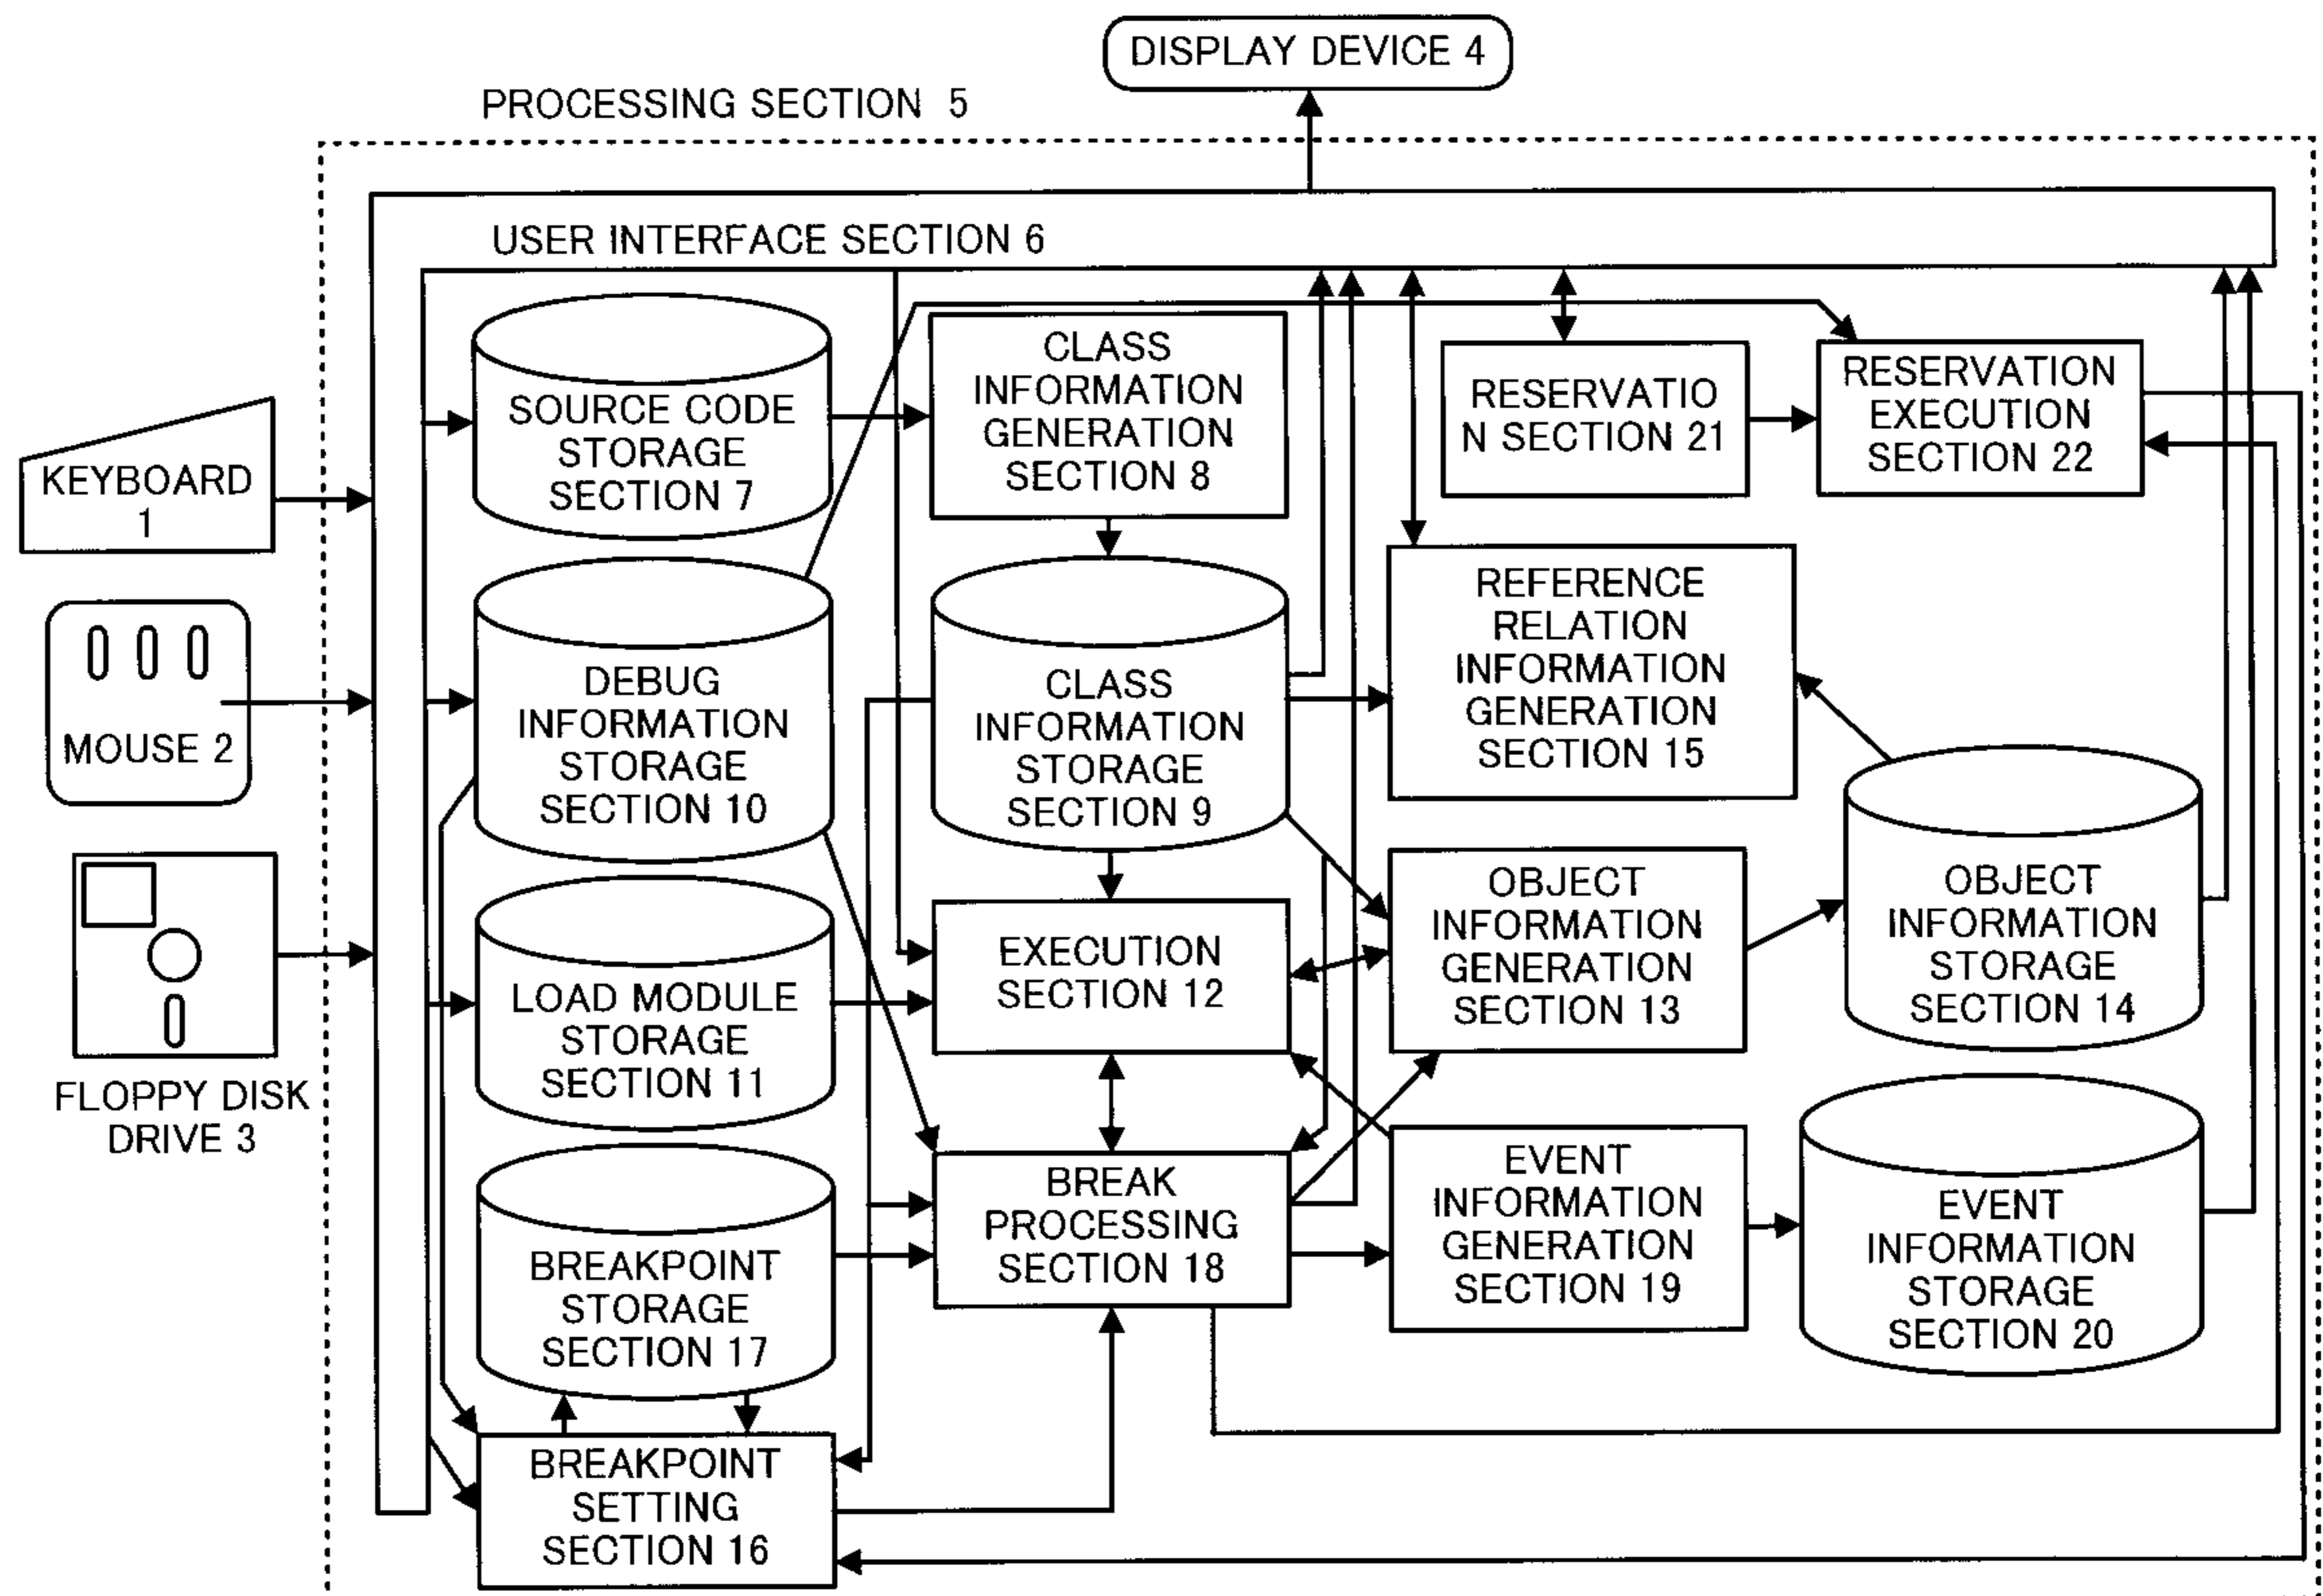 DISPLAY DEVICE 4
PROCESSING SECTION 5
USER INTERFACE SECTION 6
KEYBOARD
1
MOUSE 2
FLOPPY DISK
DRIVE 3
SOURCE CODE
STORAGE
SECTION 7
CLASS
INFORMATION
GENERATION
SECTION 8
RESERVATIO
N SECTION 21
RESERVATION
EXECUTION
SECTION 22
DEBUG
INFORMATION
STORAGE
SECTION 10
CLASS
INFORMATION
STORAGE
SECTION 9
REFERENCE
RELATION
INFORMATION
GENERATION
SECTION 15
LOAD MODULE
STORAGE
SECTION 11
EXECUTION
SECTION 12
OBJECT
INFORMATION
GENERATION
SECTION 13
OBJECT
INFORMATION
STORAGE
SECTION 14
BREAKPOINT
STORAGE
SECTION 17
BREAK
PROCESSING
SECTION 18
EVENT
INFORMATION
GENERATION
SECTION 19
EVENT
INFORMATION
STORAGE
SECTION 20
BREAKPOINT
SETTING
SECTION 16